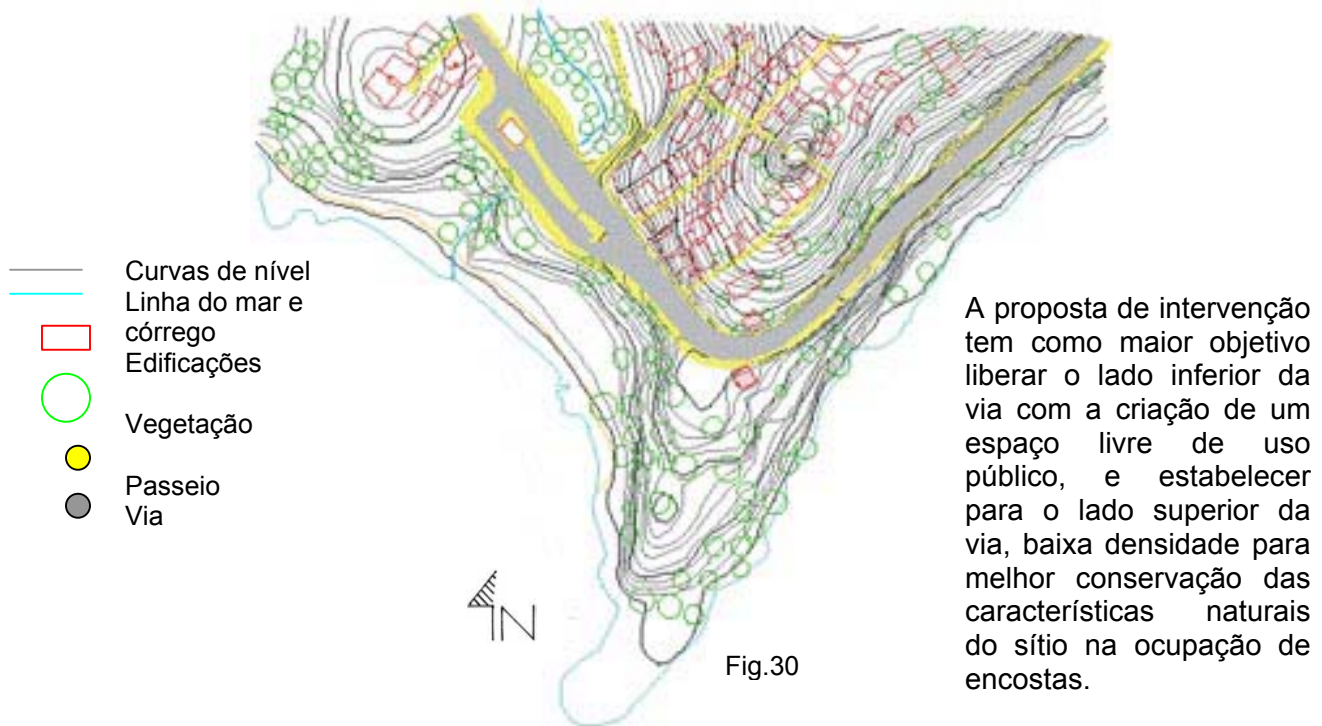 Curvas de nível
Linha do mar e
córrego
Edificações
Vegetação
Passeio
Via
N
Fig.30
A proposta de intervenção
tem como maior objetivo
liberar o lado inferior da
via com a criação de um
espaço livre de uso
público, e estabelecer
para o lado superior da
via, baixa densidade para
melhor conservação das
características naturais
do sítio na ocupação de
encostas.